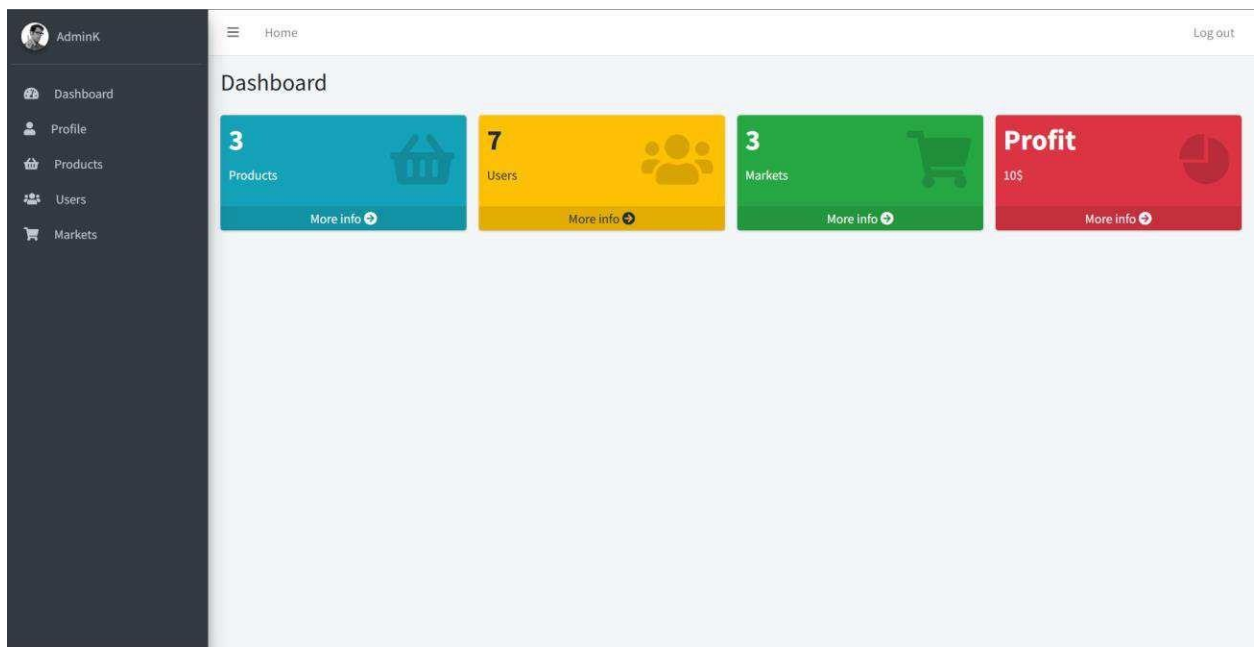 AdminK
Dashboard
Profile
Products
Users
Markets
Home
Log out
Dashboard
3
Products
More info
7
Users
More info
3
Markets
More info
Profit
10$
More info